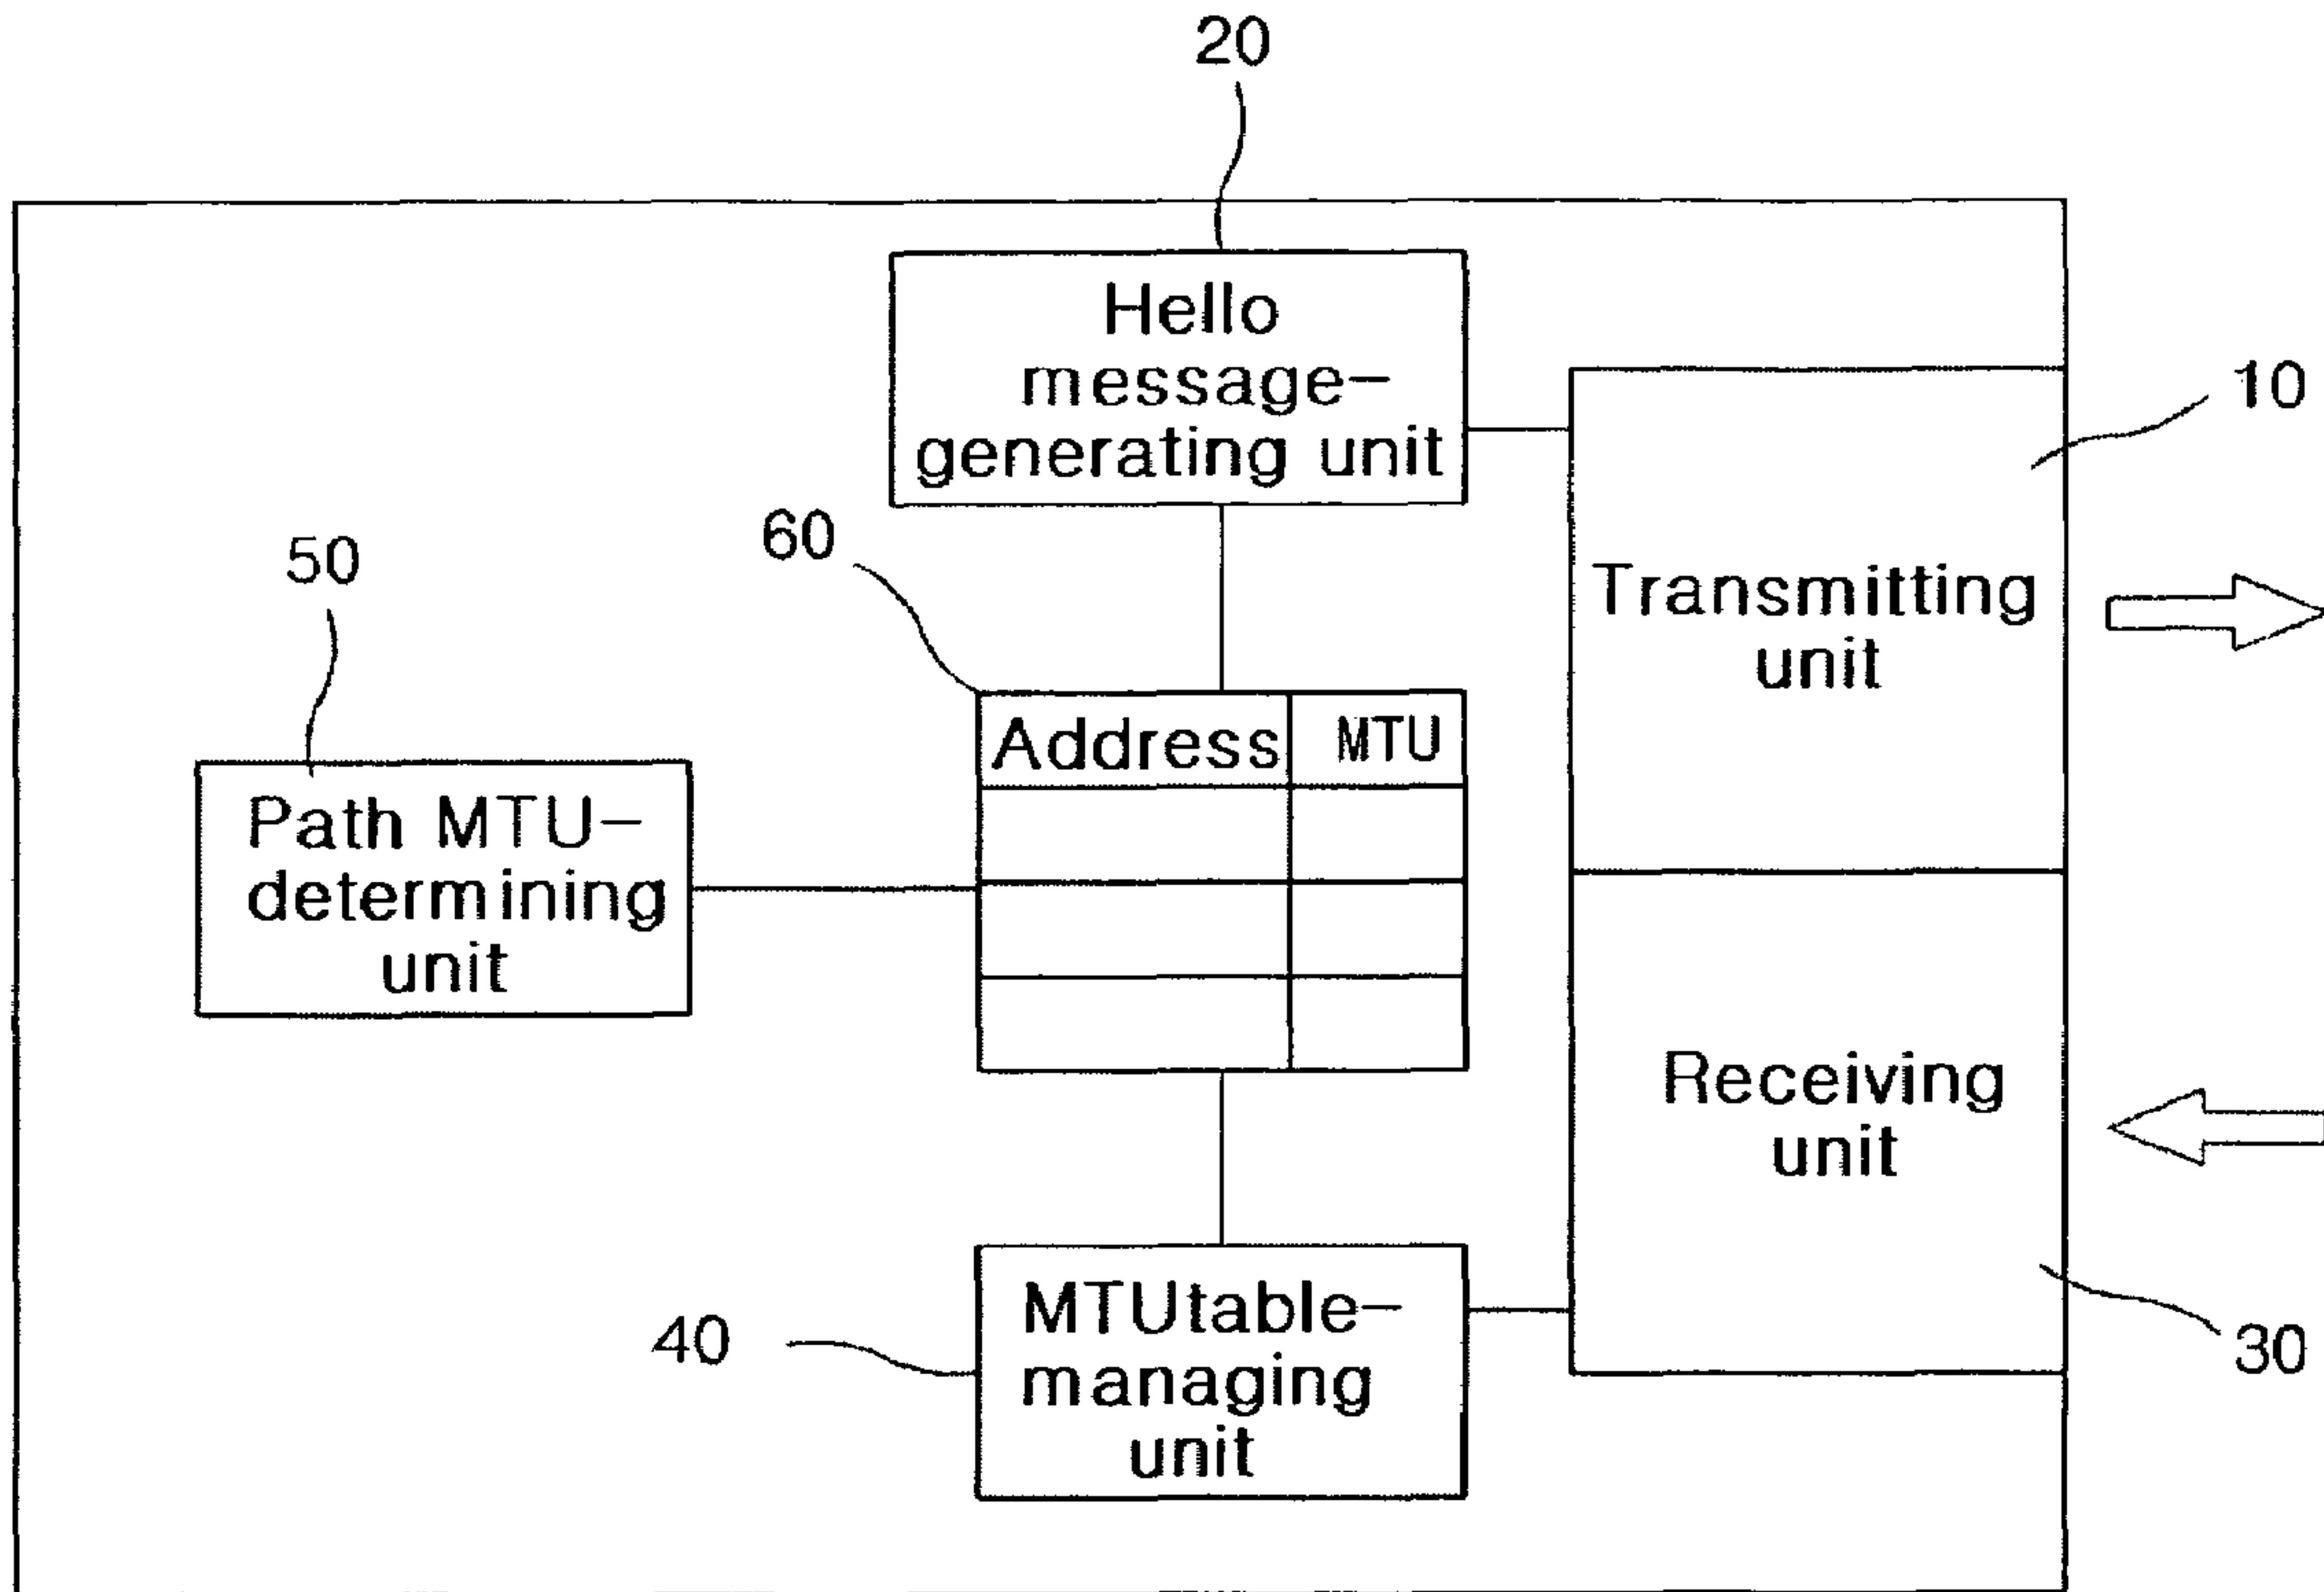 20
Hello
message-
generating unit
10
60
50
Transmitting
unit
Address MTU
Path MTU-
determining
unit
Receiving
unit
40
MTUtable-
managing
unit
30